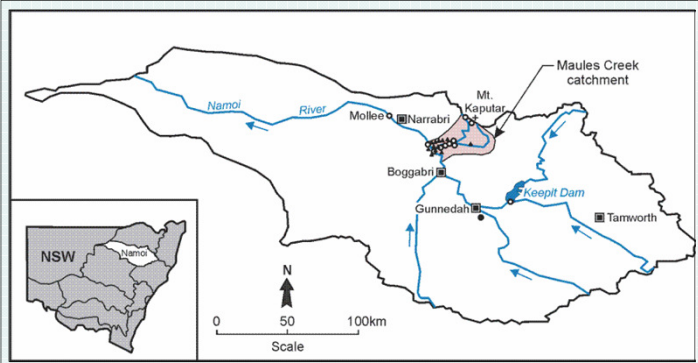 Maules Creek
catchment
Mt.
Kaputar
Namoi
River
Mollee
Narrabri
Boggabri
Keepit Dam
Gunnedah
Tamworth
NSW
Namoi
N
0
50
100km
Scale